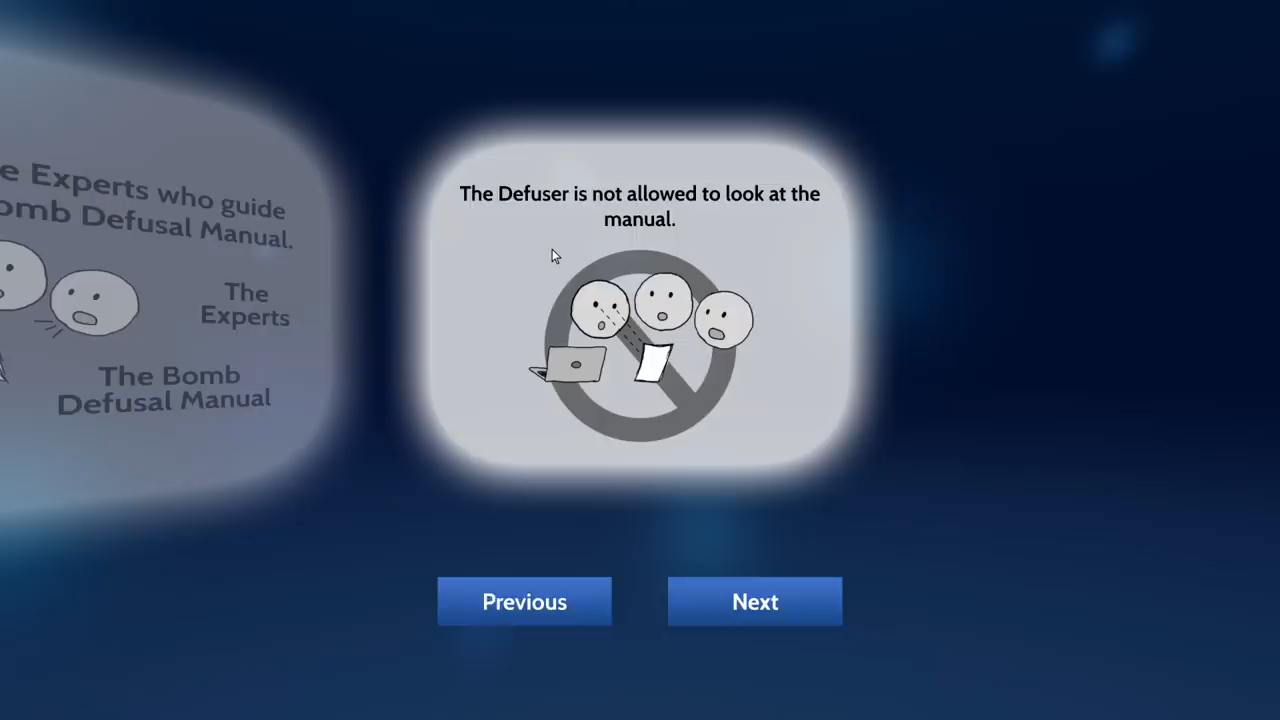 e Experts who guide
omb Defusal Manual.
The
Experts
The Bomb
Defusal Manual
The Defuser is not allowed to look at the
manual.
Previous
Next